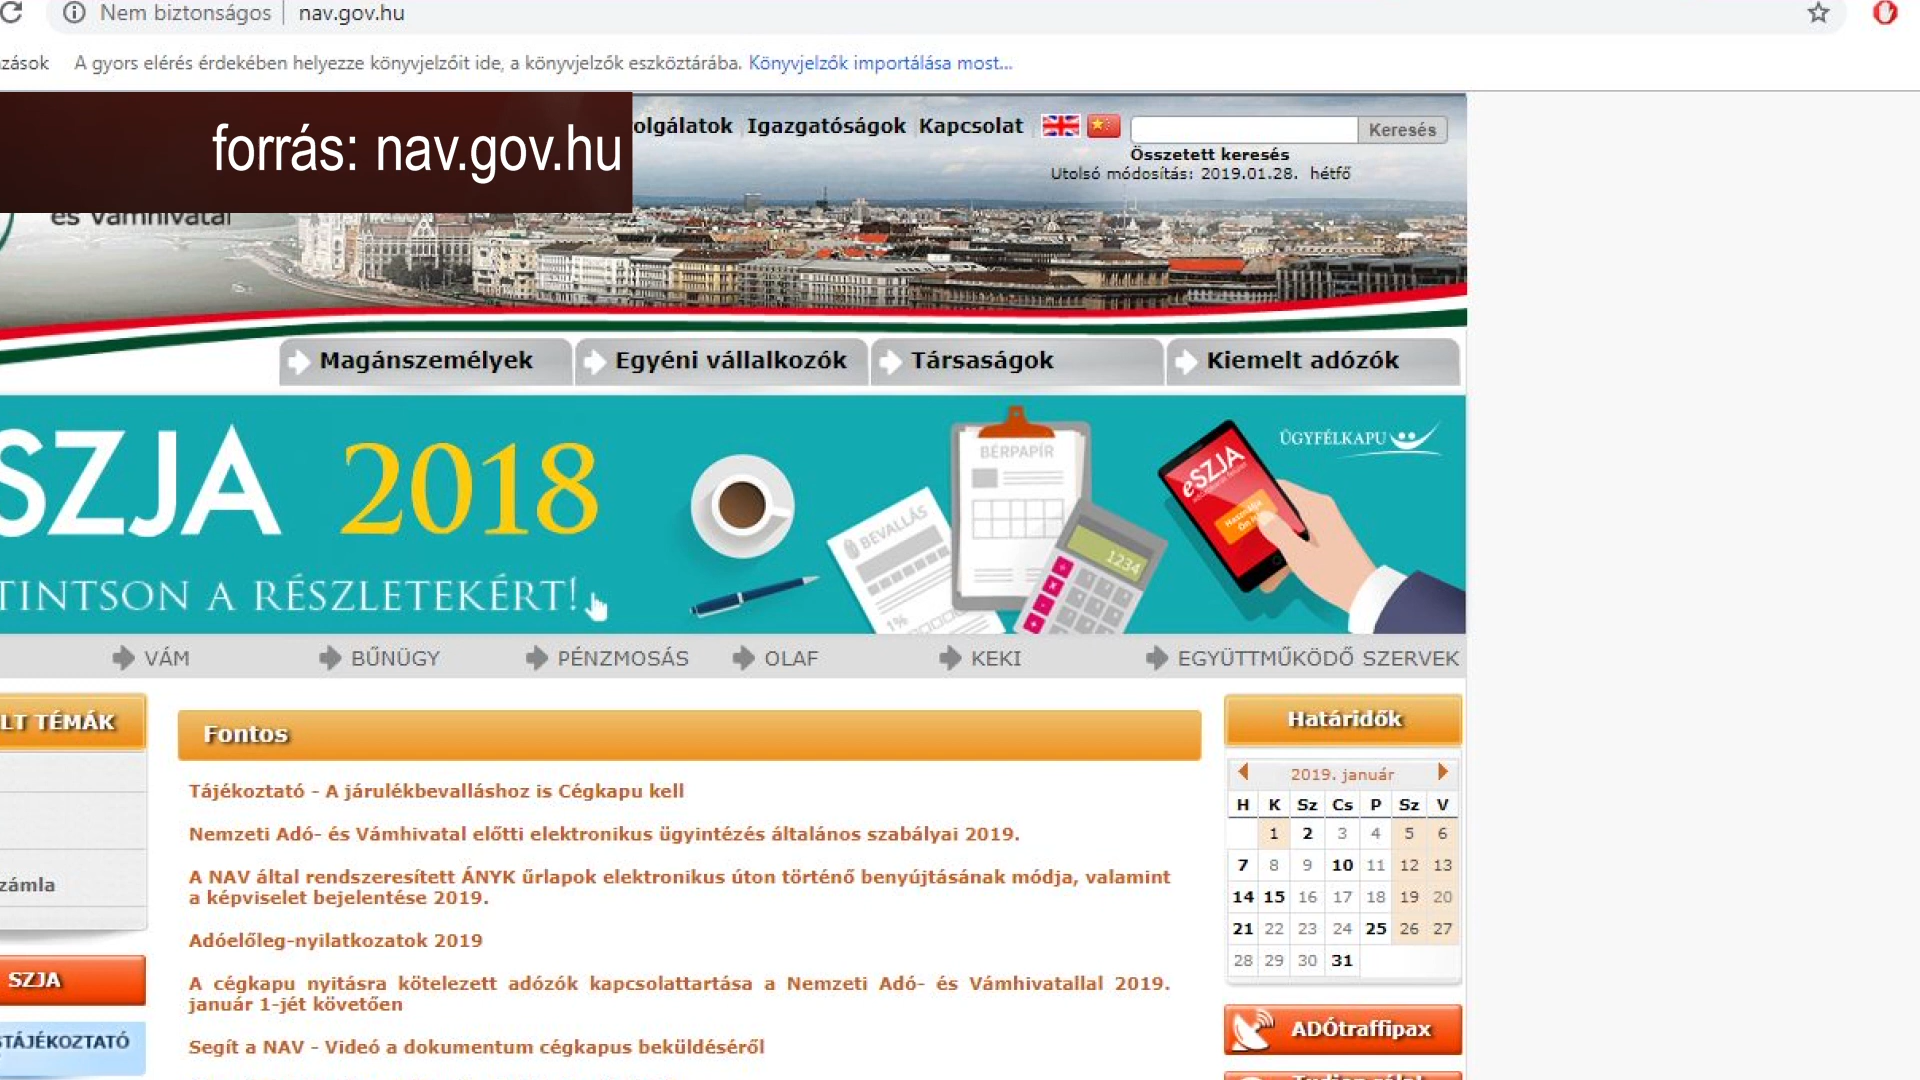 Nem biztonságos | nav.gov.hu
zások A gyors elérés érdekében helyezze könyvjelzőit ide, a könyvjelzők eszköztárába. Könyvjelzők importálása most...
forrás: nav.gov.hu
olgálatok Igazgatóságok Kapcsolat Keresés
Összetett keresés
Utolsó módosítás: 2019.01.28. hétfő
és Vámhivatal
Magánszemélyek Egyéni vállalkozók Társaságok Kiemelt adózók
SZJA 2018
TINTSON A RÉSZLETEKÉRT!
BÉRPAPÍR
BEVALLÁS
1%
1234
eSZJA
ÜGYFÉLKAPU
VÁM BŰNÜGY PÉNZMOSÁS OLAF KEKI EGYÜTTMŰKÖDŐ SZERVEK
LT TÉMÁK
zámla
SZJA
TÁJÉKOZTATÓ
Fontos
Tájékoztató - A járulékbevalláshoz is Cégkapu kell
Nemzeti Adó- és Vámhivatal előtti elektronikus ügyintézés általános szabályai 2019.
A NAV által rendszeresített ÁNYK űrlapok elektronikus úton történő benyújtásának módja, valamint
a képviselet bejelentése 2019.
Adóelőleg-nyilatkozatok 2019
A cégkapu nyitásra kötelezett adózók kapcsolattartása a Nemzeti Adó- és Vámhivatallal 2019.
január 1-jét követően
Segít a NAV - Videó a dokumentum cégkapus beküldéséről
Határidők
2019. január
H K Sz Cs P Sz V
1 2 3 4 5 6
7 8 9 10 11 12 13
14 15 16 17 18 19 20
21 22 23 24 25 26 27
28 29 30 31
ADÓtraffipax